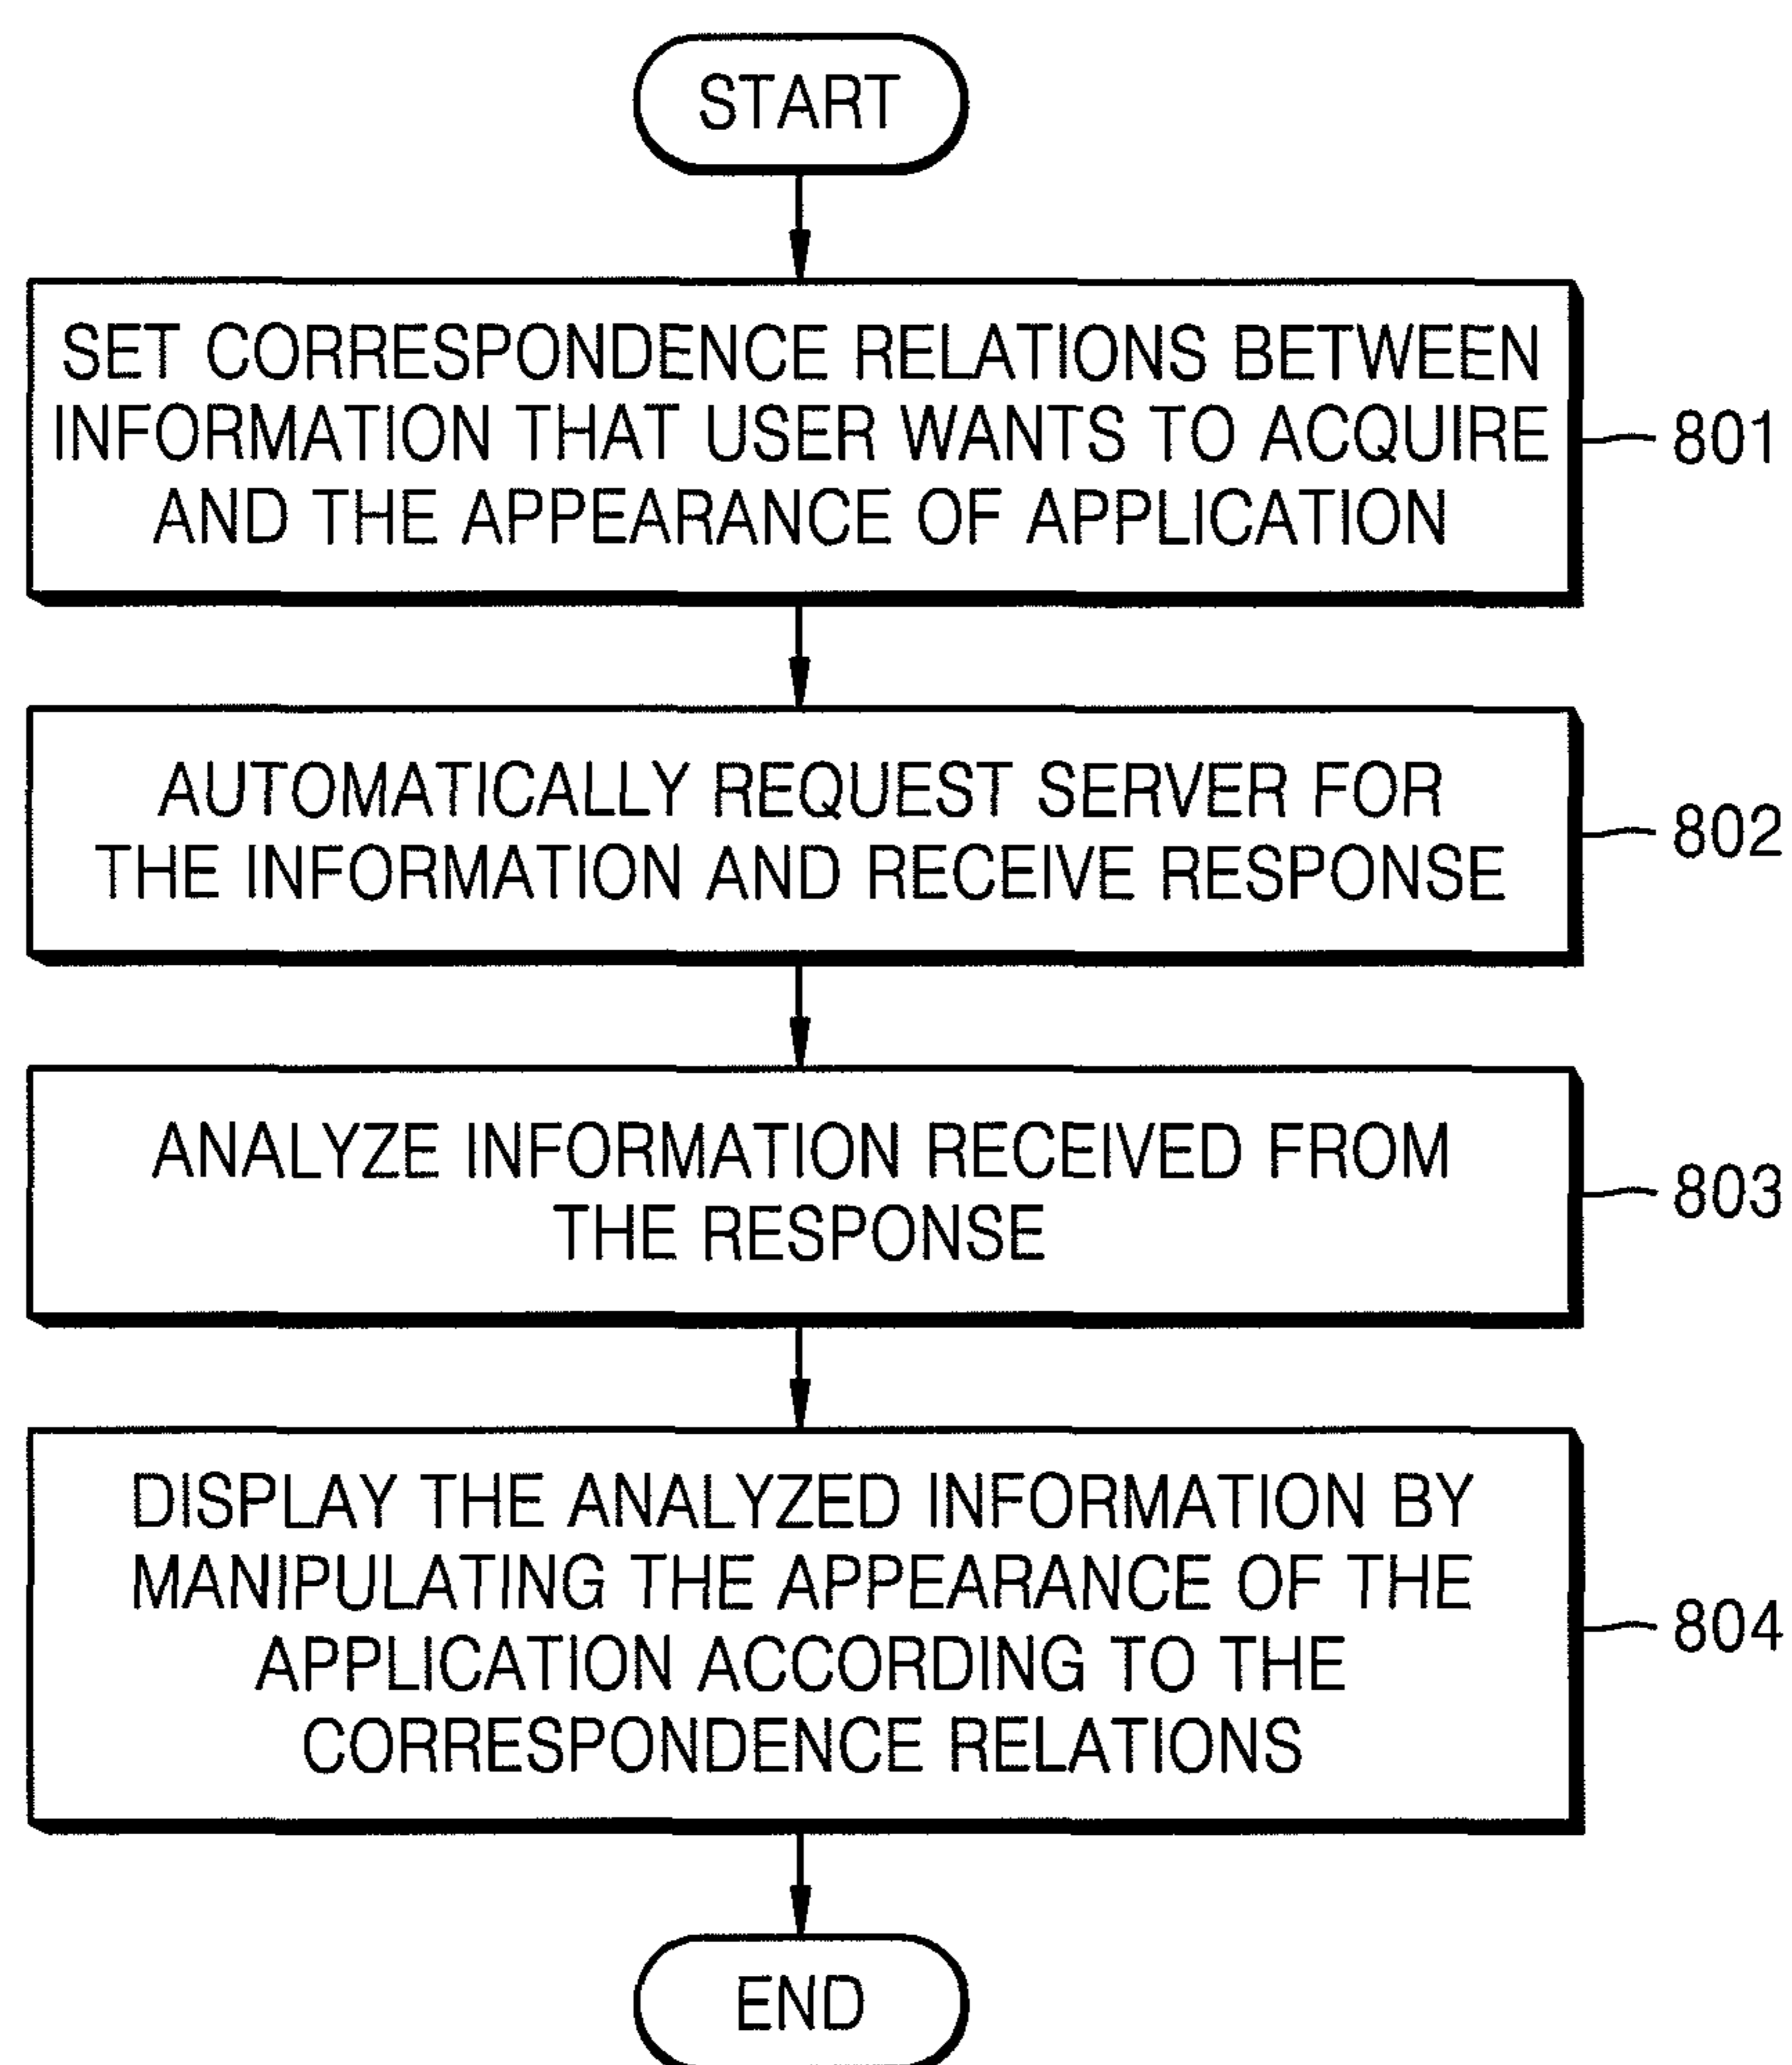 START
SET CORRESPONDENCE RELATIONS BETWEEN
INFORMATION THAT USER WANTS TO ACQUIRE
AND THE APPEARANCE OF APPLICATION
801
AUTOMATICALLY REQUEST SERVER FOR
THE INFORMATION AND RECEIVE RESPONSE
802
ANALYZE INFORMATION RECEIVED FROM
THE RESPONSE
803
DISPLAY THE ANALYZED INFORMATION BY
MANIPULATING THE APPEARANCE OF THE
APPLICATION ACCORDING TO THE
CORRESPONDENCE RELATIONS
804
END